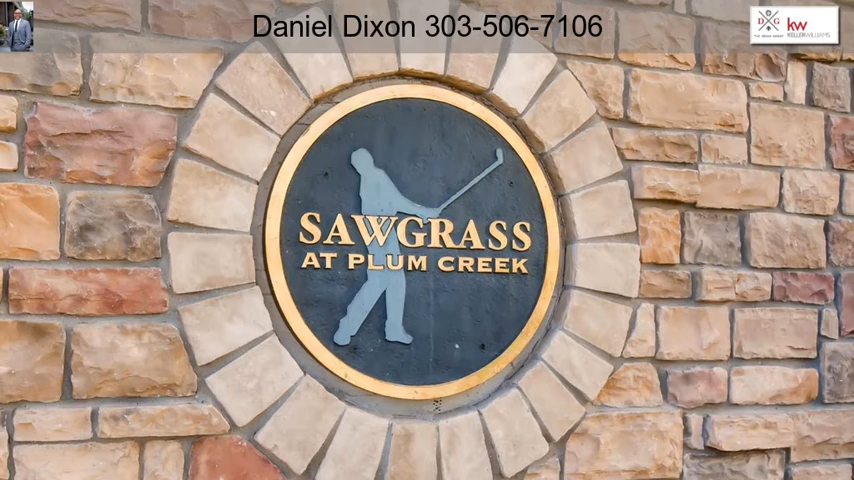 Daniel Dixon 303-506-7106
D G
kw
KELLERWILLIAMS.
SAWGRASS
AT PLUM CREEK